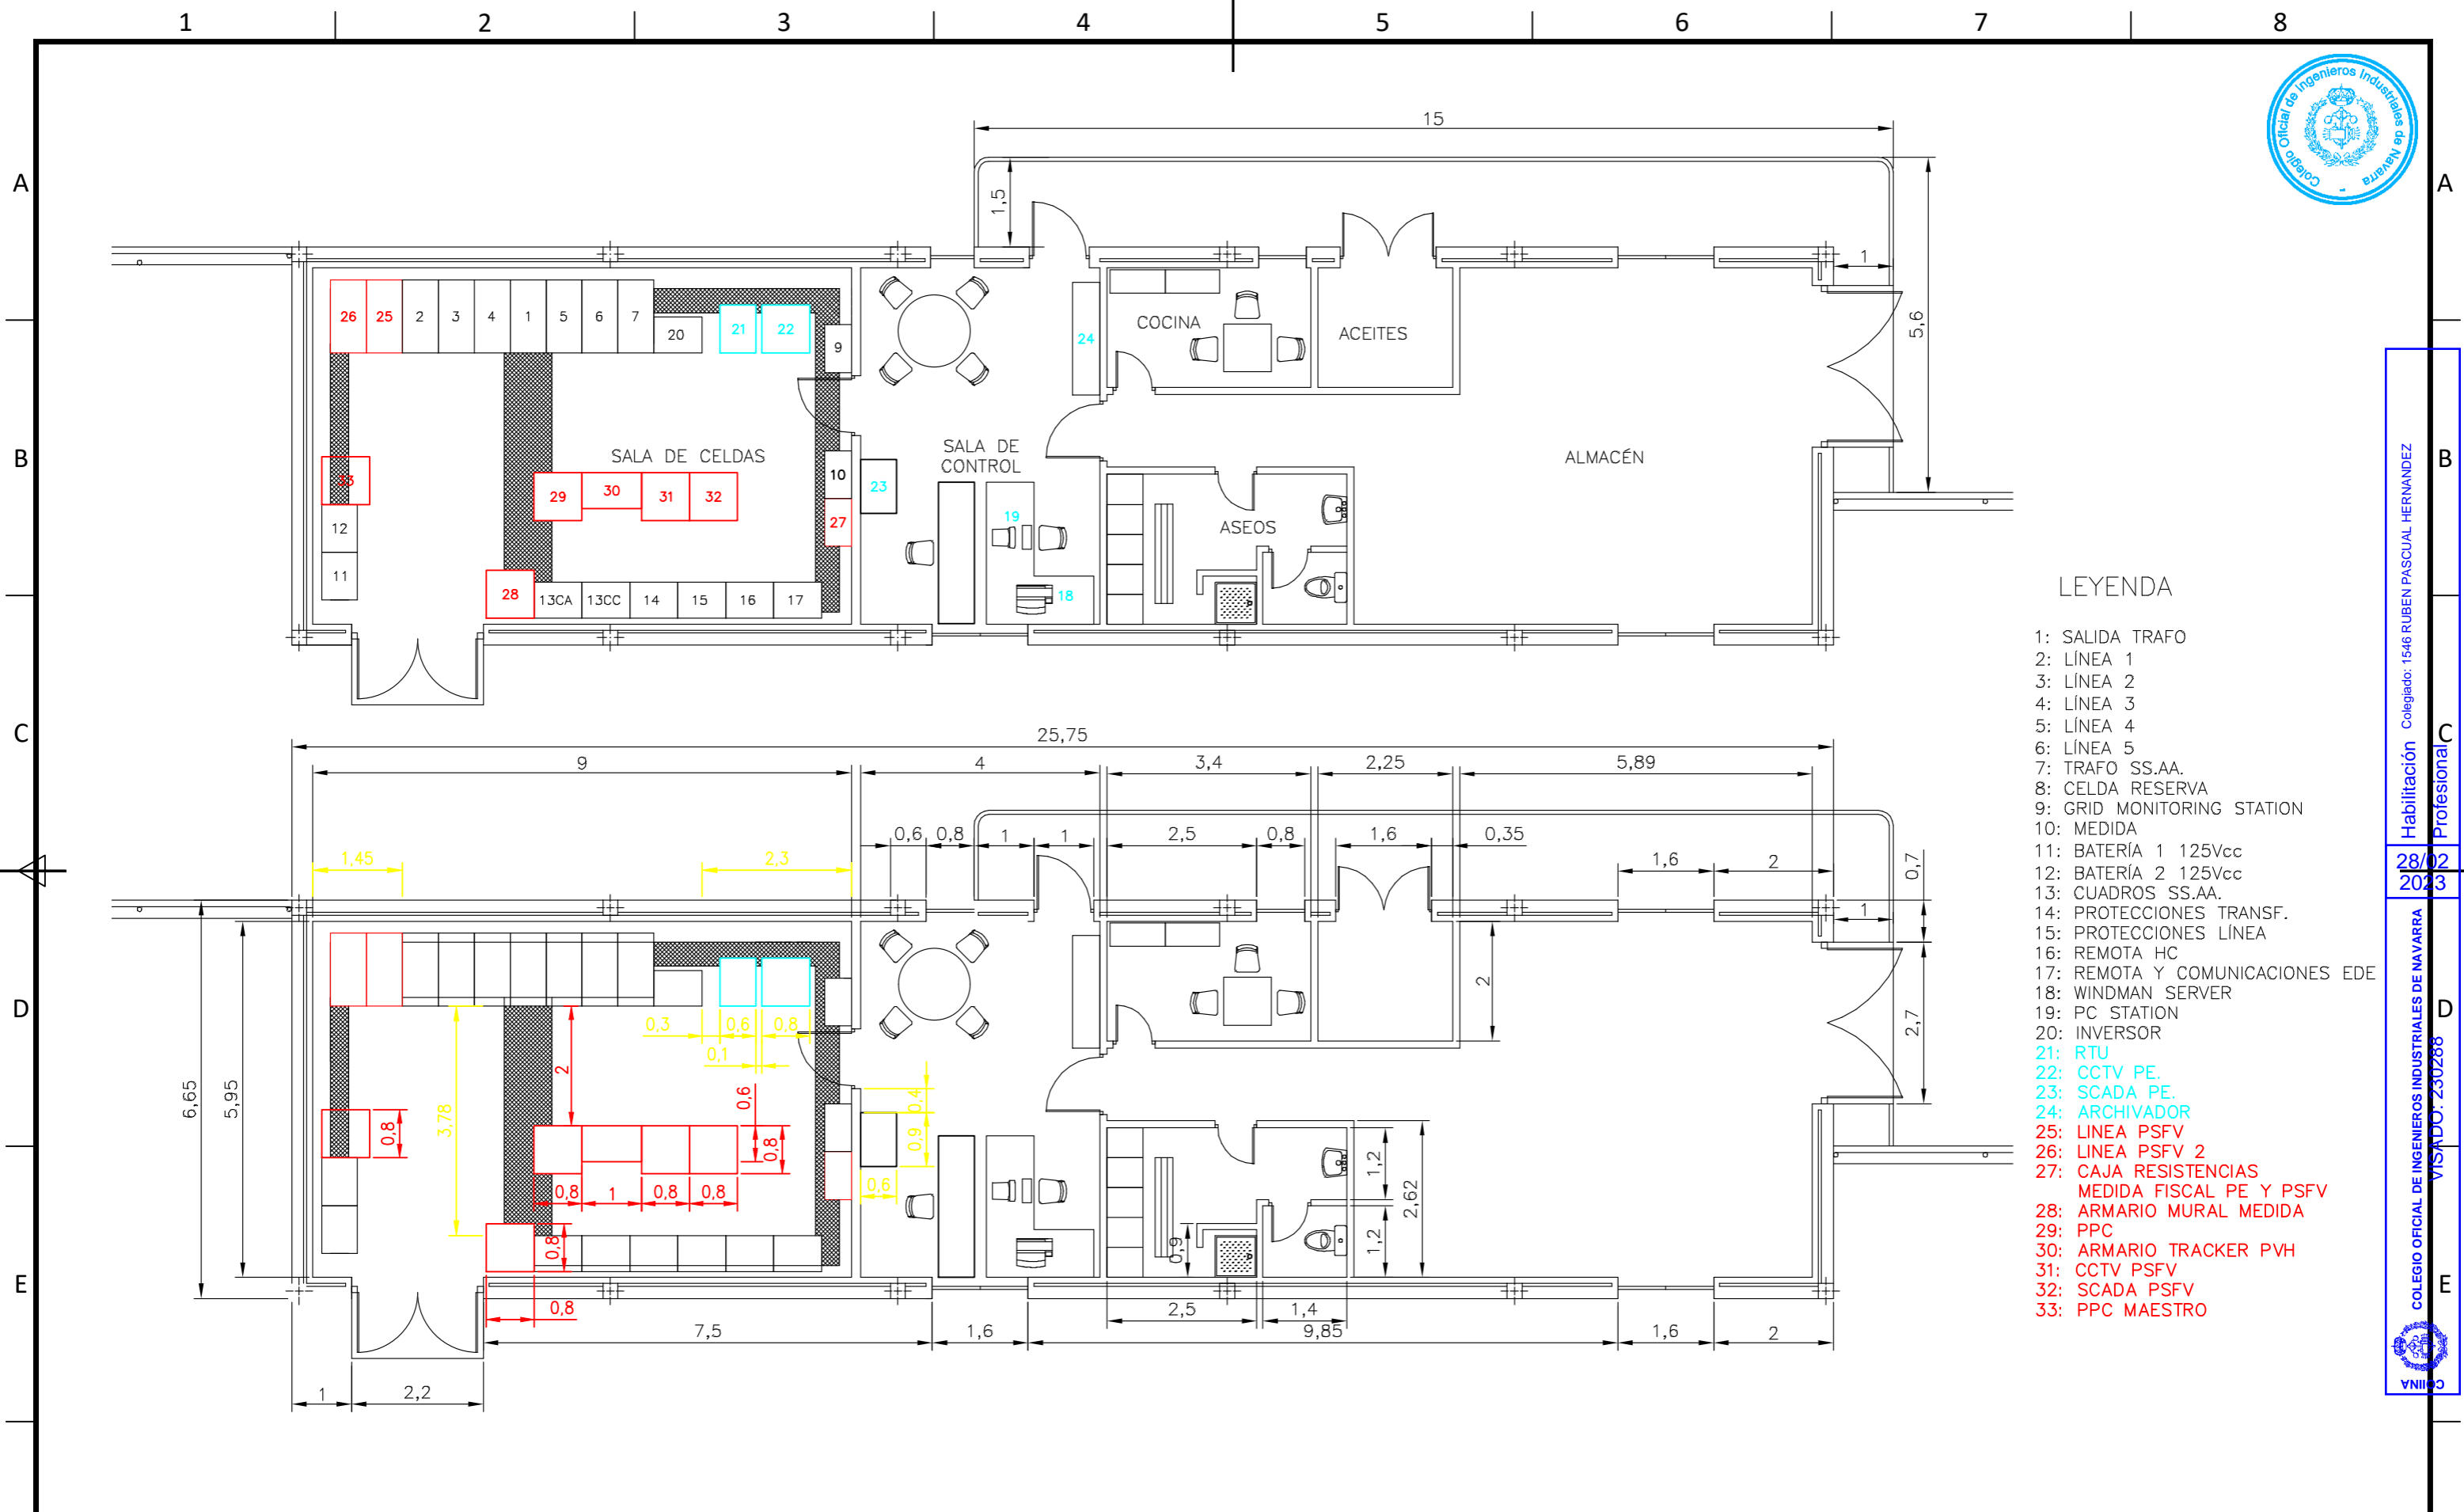 1 2 3 4 5 6 7 8
Colegio Oficial de Ingenieros Industriales de Navarra
A
A
B
B
C
C
D
D
E
E
15
1,5
1
5,6
26 25 2 3 4 1 5 6 7 20 21 22 9
24
COCINA
ACEITES
SALA DE CELDAS
SALA DE
CONTROL
ALMACÉN
33
12
11
29 30 31 32
10
27
23
19
18
ASEOS
28 13CA 13CC 14 15 16 17
25,75
9 4 3,4 2,25 5,89
0,6 0,8 1 1 2,5 0,8 1,6 0,35
1,45 2,3
1,6 2 0,7
1
6,65
5,95
3,78
2
0,3 0,6 0,8
0,1
0,8
0,6
0,8
0,8 1 0,8 0,8
0,8
0,8
0,4
0,9
0,6
2
2,7
1,2
2,62
1,2
0,9
2,5 1,4
7,5 1,6 9,85 1,6 2
1 2,2
LEYENDA
1: SALIDA TRAFO
2: LÍNEA 1
3: LÍNEA 2
4: LÍNEA 3
5: LÍNEA 4
6: LÍNEA 5
7: TRAFO SS.AA.
8: CELDA RESERVA
9: GRID MONITORING STATION
10: MEDIDA
11: BATERÍA 1 125Vcc
12: BATERÍA 2 125Vcc
13: CUADROS SS.AA.
14: PROTECCIONES TRANSF.
15: PROTECCIONES LÍNEA
16: REMOTA HC
17: REMOTA Y COMUNICACIONES EDE
18: WINDMAN SERVER
19: PC STATION
20: INVERSOR
21: RTU
22: CCTV PE.
23: SCADA PE.
24: ARCHIVADOR
25: LINEA PSFV
26: LINEA PSFV 2
27: CAJA RESISTENCIAS
MEDIDA FISCAL PE Y PSFV
28: ARMARIO MURAL MEDIDA
29: PPC
30: ARMARIO TRACKER PVH
31: CCTV PSFV
32: SCADA PSFV
33: PPC MAESTRO
Habilitación Colegiado: 1546 RUBEN PASCUAL HERNANDEZ
Profesional
28/02
2023
COLEGIO OFICIAL DE INGENIEROS INDUSTRIALES DE NAVARRA
VISADO: 230288
COIINA